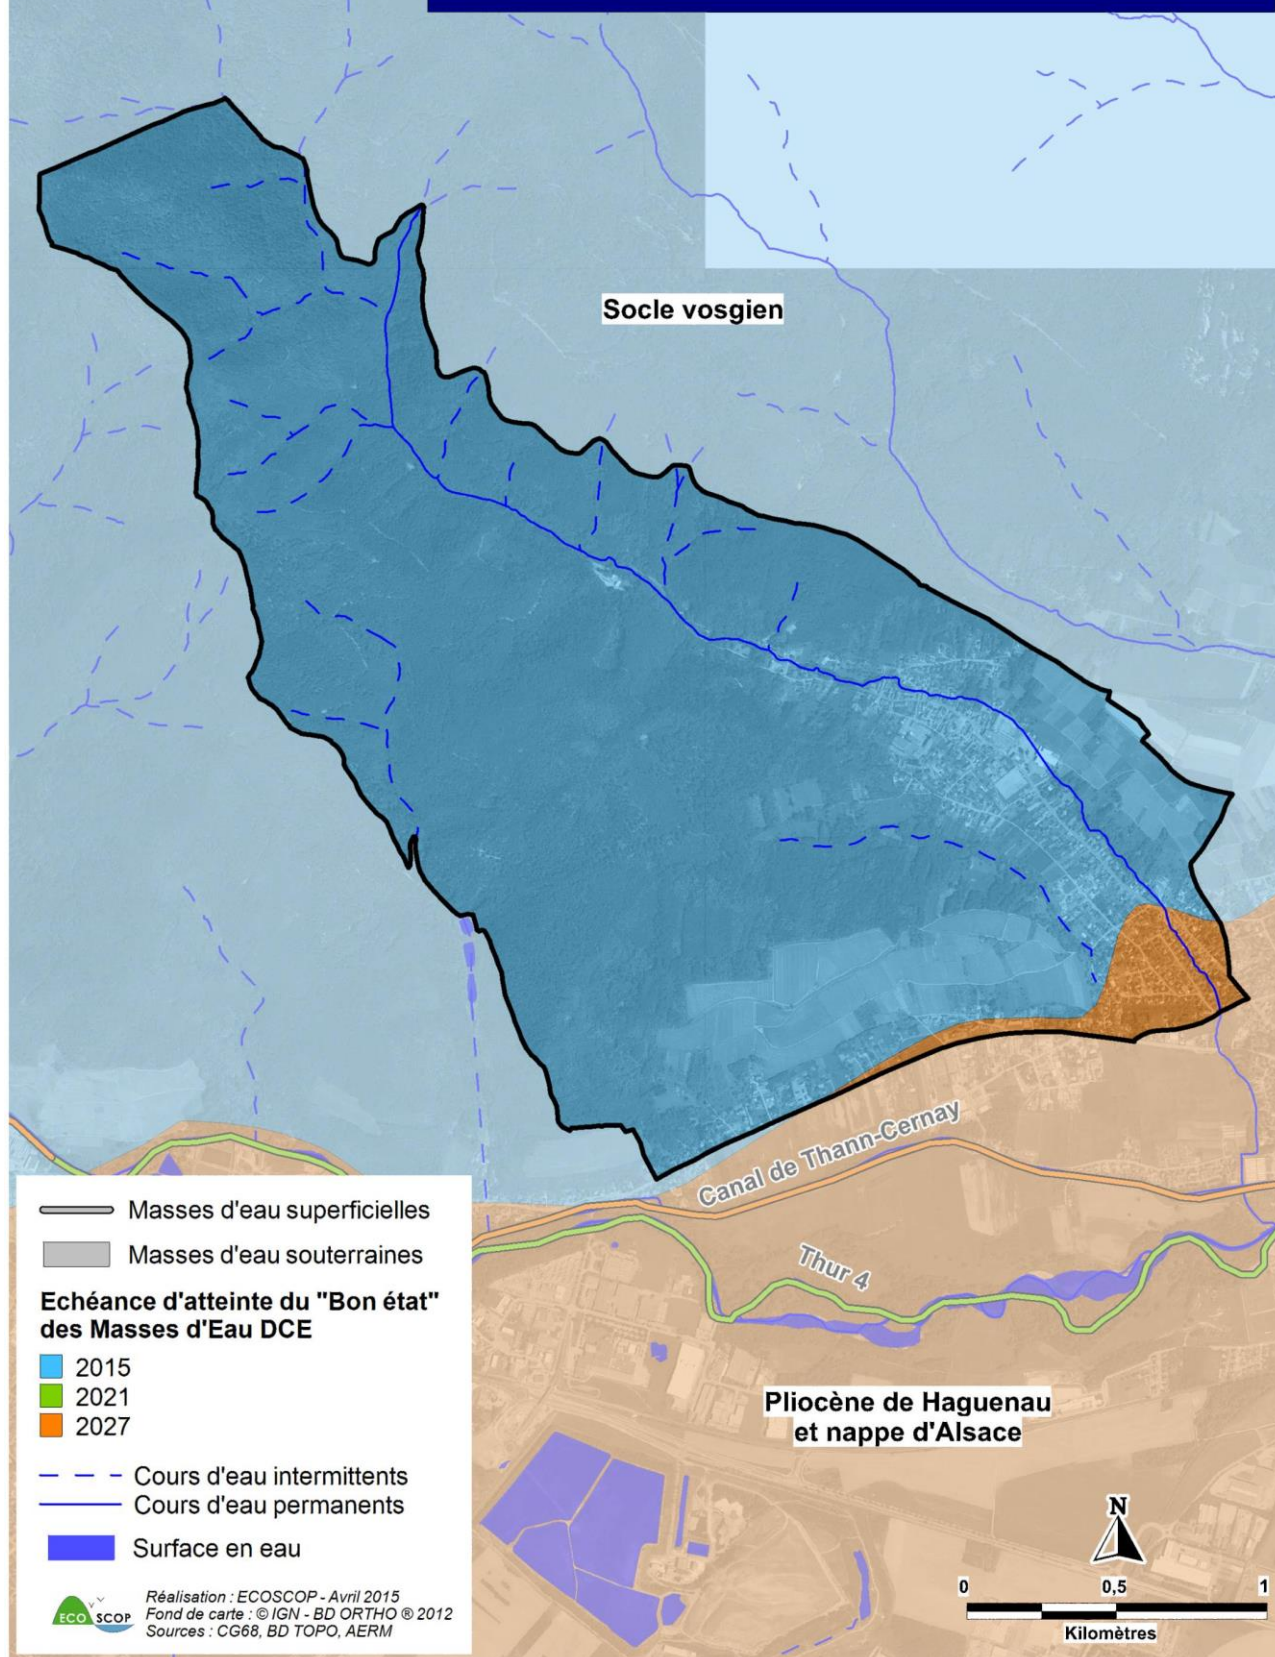 Socle vosgien
Canal de Thann-Cernay
Thur 4
Pliocène de Haguenau
et nappe d'Alsace
Masses d'eau superficielles
Masses d'eau souterraines
Echéance d'atteinte du "Bon état"
des Masses d'Eau DCE
2015
2021
2027
Cours d'eau intermittents
Cours d'eau permanents
Surface en eau
ECO SCOP
Réalisation : ECOSCOP - Avril 2015
Fond de carte : © IGN - BD ORTHO ® 2012
Sources : CG68, BD TOPO, AERM
N
0 0,5 1
Kilomètres